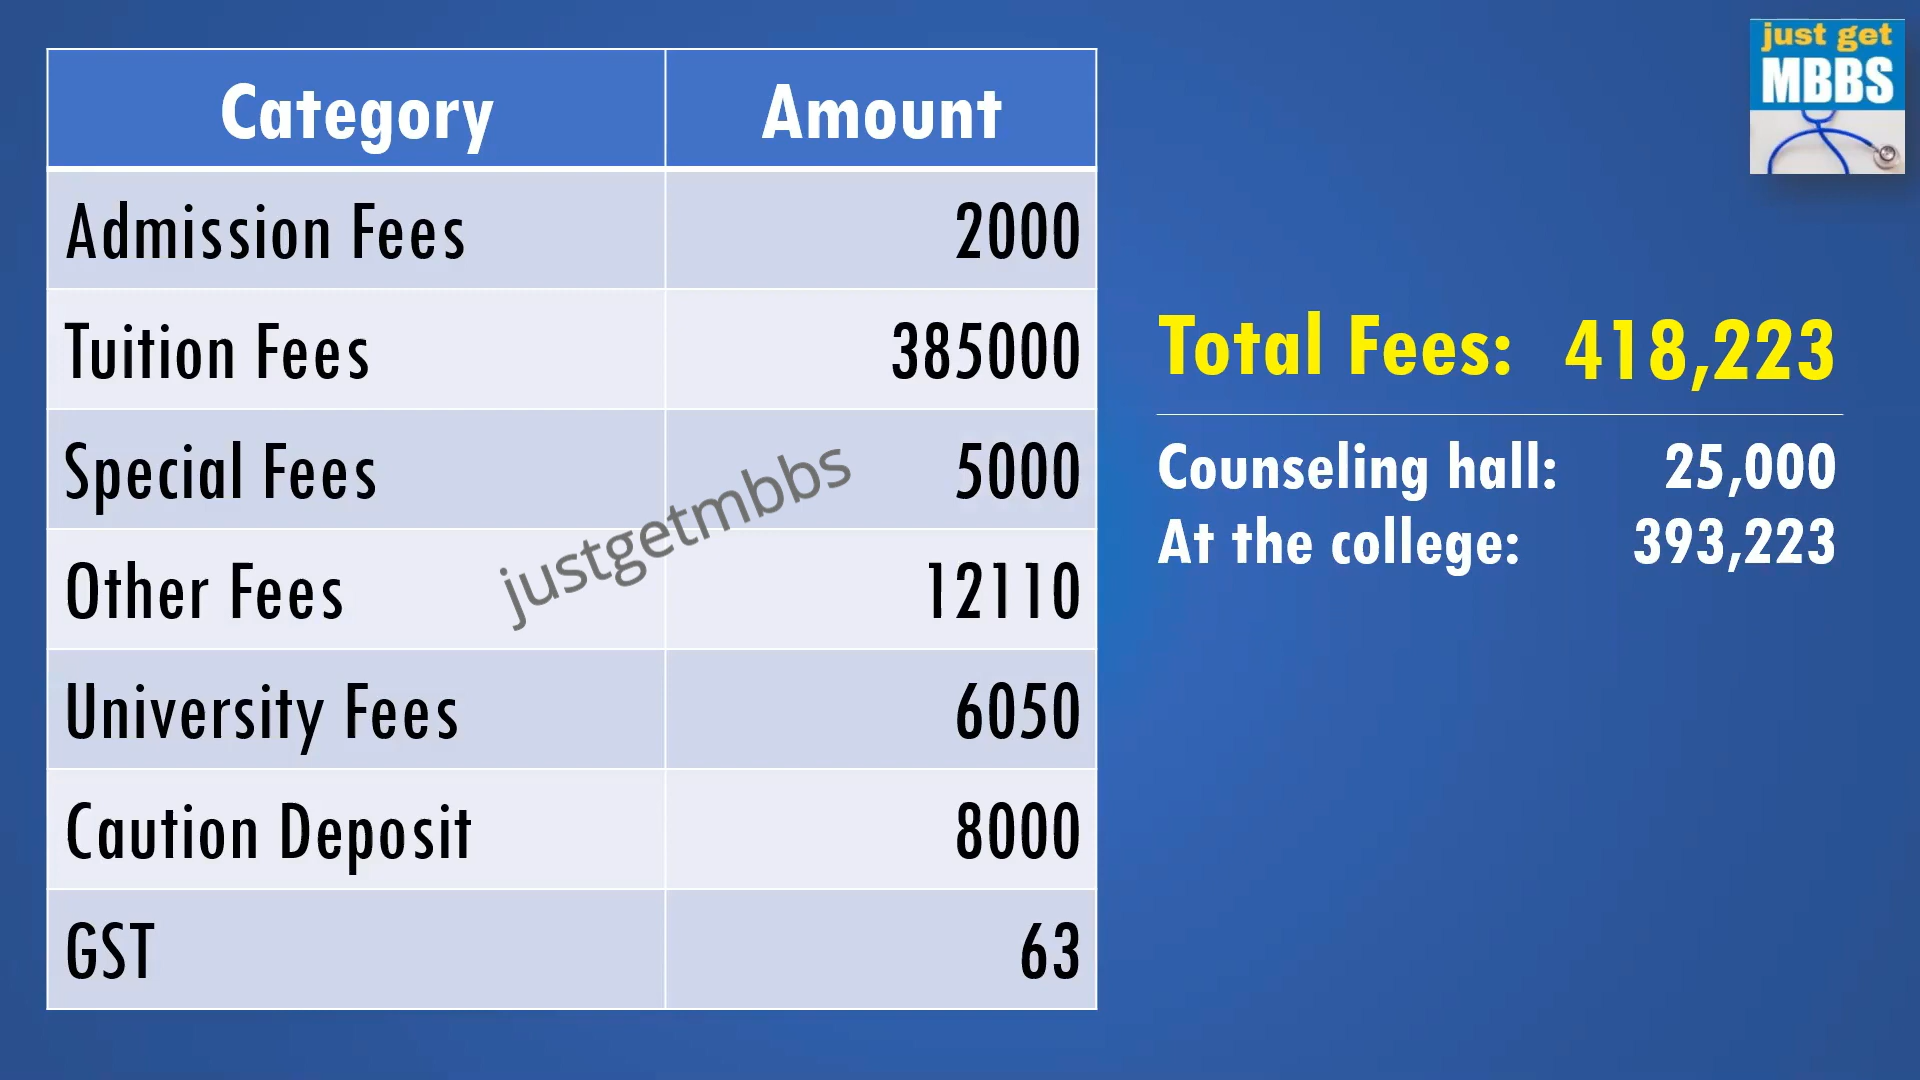 just get
MBBS
Category Amount
Admission Fees 2000
Tuition Fees 385000
Special Fees 5000
Other Fees 12110
University Fees 6050
Caution Deposit 8000
GST 63
justgetmbbs
Total Fees: 418,223
Counseling hall: 25,000
At the college: 393,223